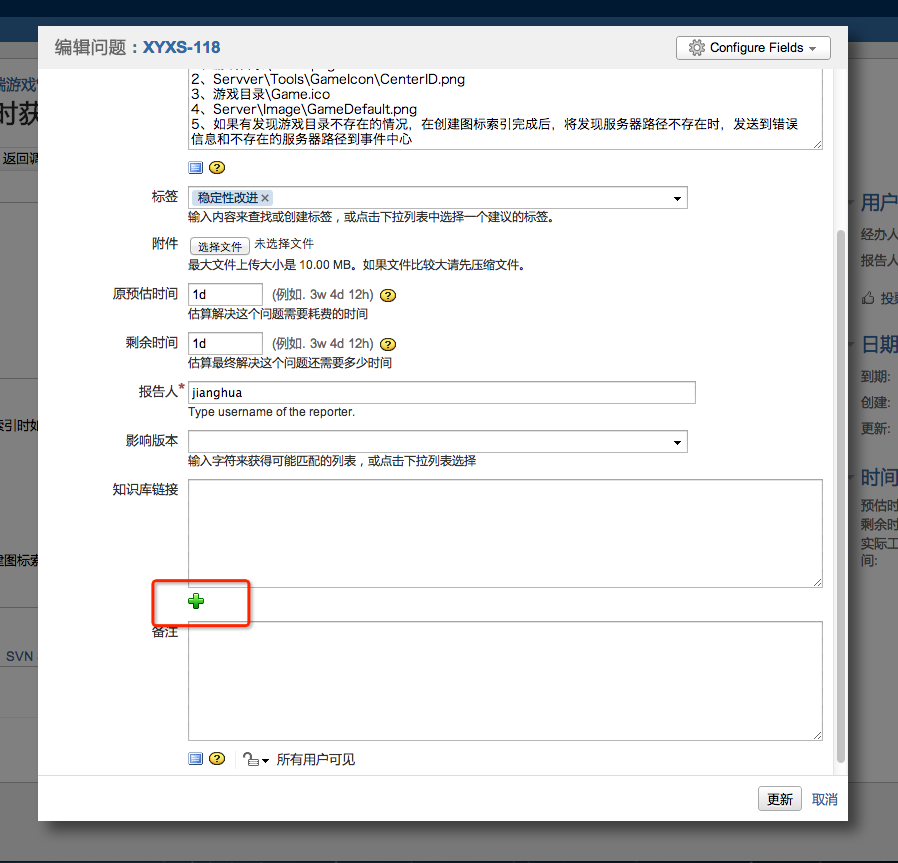 编辑问题：XYXS-118
Configure Fields
2、Servver\Tools\GameIcon\CenterID.png
3、游戏目录\Game.ico
4、Server\Image\GameDefault.png
5、如果有发现游戏目录不存在的情况，在创建图标索引完成后，将发现服务器路径不存在时，发送到错误
信息和不存在的服务器路径到事件中心
标签
稳定性改进
输入内容来查找或创建标签，或点击下拉列表中选择一个建议的标签。
附件
选择文件 未选择文件
最大文件上传大小是 10.00 MB。如果文件比较大请先压缩文件。
原预估时间
1d
(例如. 3w 4d 12h)
估算解决这个问题需要耗费的时间
剩余时间
1d
(例如. 3w 4d 12h)
估算最终解决这个问题还需要多少时间
报告人*
jianghua
Type username of the reporter.
影响版本
输入字符来获得可能匹配的列表，或点击下拉列表选择
知识库链接
备注
所有用户可见
更新 取消
时获
返回调
SVN
用户
经办人
报告人
投票
日期
到期:
创建:
更新:
时间
预估时
剩余时
实际工
间: